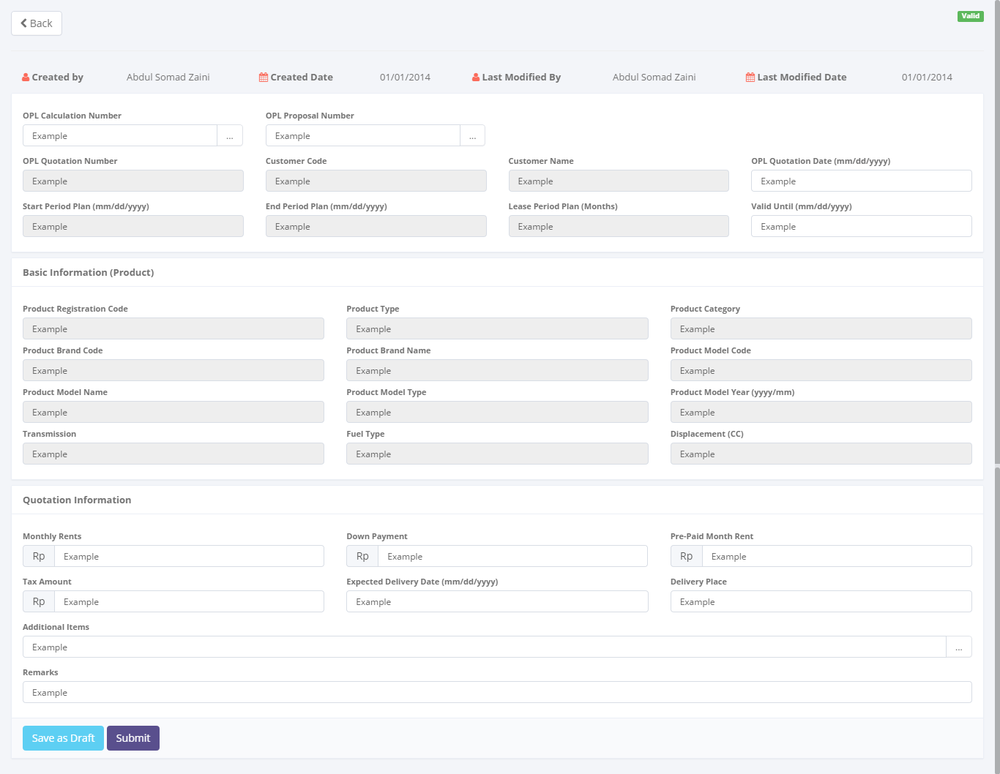 Back
Valid
Created by Abdul Somad Zaini Created Date 01/01/2014 Last Modified By Abdul Somad Zaini Last Modified Date 01/01/2014
OPL Calculation Number OPL Proposal Number
Example ... Example ...
OPL Quotation Number Customer Code Customer Name OPL Quotation Date (mm/dd/yyyy)
Example Example Example Example
Start Period Plan (mm/dd/yyyy) End Period Plan (mm/dd/yyyy) Lease Period Plan (Months) Valid Until (mm/dd/yyyy)
Example Example Example Example
Basic Information (Product)
Product Registration Code Product Type Product Category
Example Example Example
Product Brand Code Product Brand Name Product Model Code
Example Example Example
Product Model Name Product Model Type Product Model Year (yyyy/mm)
Example Example Example
Transmission Fuel Type Displacement (CC)
Example Example Example
Quotation Information
Monthly Rents Down Payment Pre-Paid Month Rent
Rp Example Rp Example Rp Example
Tax Amount Expected Delivery Date (mm/dd/yyyy) Delivery Place
Rp Example Example Example
Additional Items
Example ...
Remarks
Example
Save as Draft Submit